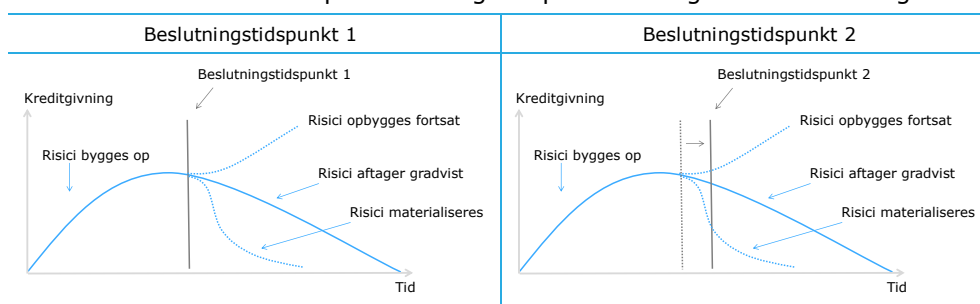 Beslutningstidspunkt 1
Beslutningstidspunkt 2
Beslutningstidspunkt 1
Kreditgivning
Risici opbygges fortsat
Risici bygges op
Risici aftager gradvist
Risici materialiseres
Tid
Beslutningstidspunkt 2
Kreditgivning
Risici opbygges fortsat
Risici bygges op
Risici aftager gradvist
Risici materialiseres
Tid